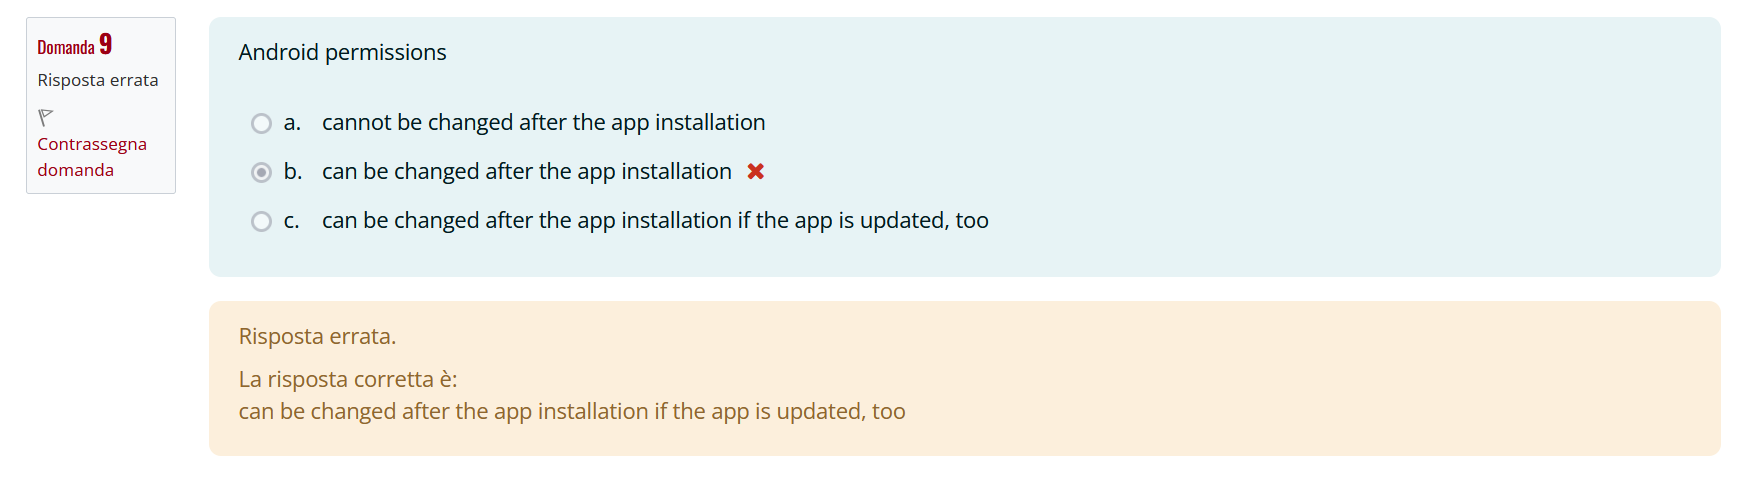 Domanda 9
Risposta errata
Contrassegna
domanda
Android permissions
a. cannot be changed after the app installation
b. can be changed after the app installation
c. can be changed after the app installation if the app is updated, too
Risposta errata.
La risposta corretta è:
can be changed after the app installation if the app is updated, too